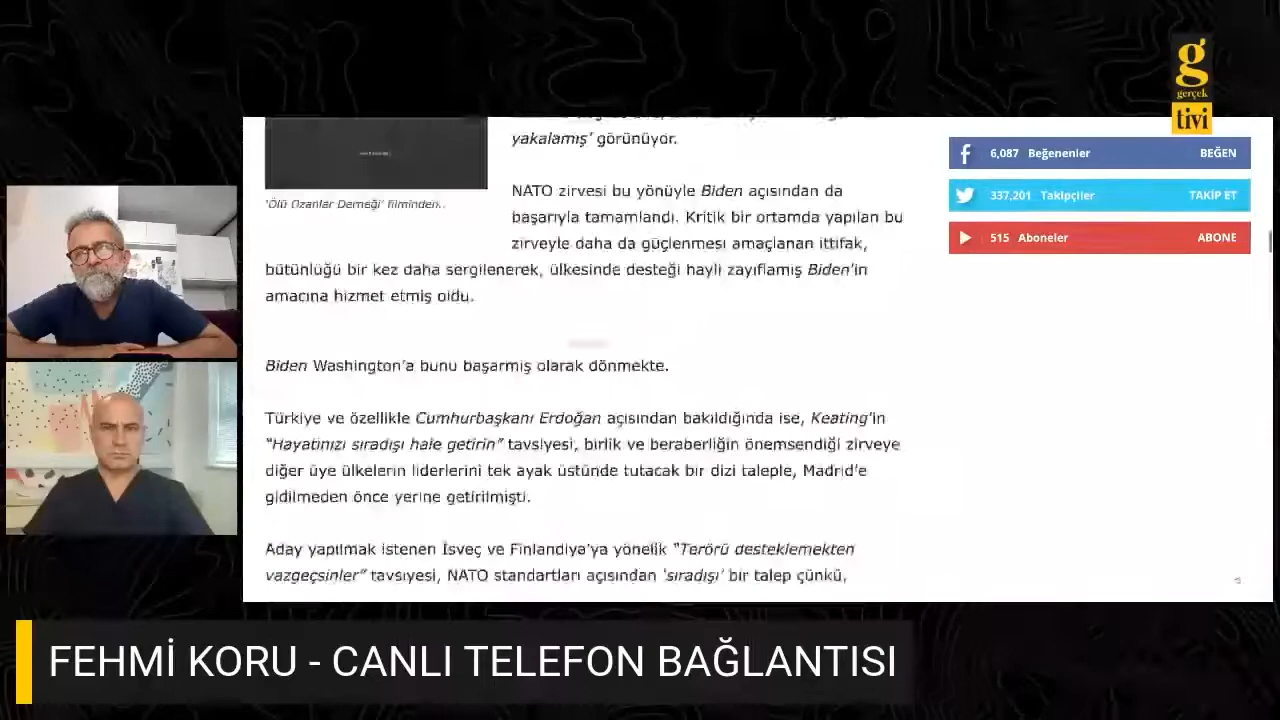 g
gerçek
tivi
yakalamış’ görünüyor.
‘Ölü Ozanlar Derneği’ filminden..
NATO zirvesi bu yönüyle Biden açısından da
başarıyla tamamlandı. Kritik bir ortamda yapılan bu
zirveyle daha da güçlenmesi amaçlanan ittifak,
bütünlüğü bir kez daha sergilenerek, ülkesinde desteği hayli zayıflamış Biden’in
amacına hizmet etmiş oldu.
Biden Washington’a bunu başarmış olarak dönmekte.
Türkiye ve özellikle Cumhurbaşkanı Erdoğan açısından bakıldığında ise, Keating’in
“Hayatınızı sıradışı hale getirin” tavsiyesi, birlik ve beraberliğin önemsendiği zirveye
diğer üye ülkelerin liderlerini tek ayak üstünde tutacak bir dizi taleple, Madrid’e
gidilmeden önce yerine getirilmişti.
Aday yapılmak istenen İsveç ve Finlandiya’ya yönelik “Terörü desteklemekten
vazgeçsinler” tavsiyesi, NATO standartları açısından ‘sıradışı’ bir talep çünkü,
6,087 Beğenenler BEĞEN
337,201 Takipçiler TAKİP ET
515 Aboneler ABONE
FEHMİ KORU - CANLI TELEFON BAĞLANTISI